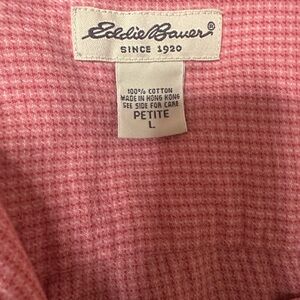 Eddie Bauer®
SINCE 1920
100% COTTON
MADE IN HONG KONG
SEE SIDE FOR CARE
PETITE
L